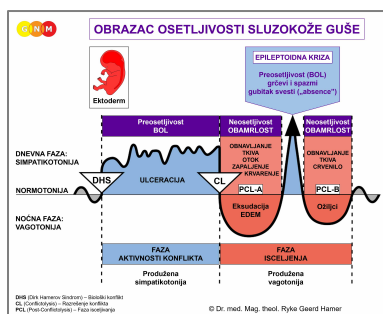 GNM
OBRAZAC OSETLJIVOSTI SLUZOKOŽE GUŠE
EPILEPTOIDNA KRIZA
Preosetljivost (BOL)
grčevi i spazmi
gubitak svesti („absence")
Ektoderm
Preosetljivost
BOL
Neosetljivost
OBAMRLOST
Neosetljivost
OBAMRLOST
DNEVNA FAZA:
SIMPATIKOTONIJA
OBNAVLJANJE
TKIVA
OTOK
ZAPALJENJE
KRVARENJE
OBNAVLJANJE
TKIVA
CRVENILO
DHS
ULCERACIJA
CL
NORMOTONIJA
PCL-A
PCL-B
NOĆNA FAZA:
VAGOTONIJA
Eksudacija
EDEM
Ožiljci
FAZA
AKTIVNOSTI KONFLIKTA
FAZA
ISCELJENJA
Produžena
simpatikotonija
Produžena
vagotonija
DHS (Dirk Hamerov Sindrom) – Biološki konflikt
CL (Conflictolysis) – Razrešenje konflikta
PCL (Post-Conflictolysis) – Faza isceljivanja
© Dr. med. Mag. theol. Ryke Geerd Hamer